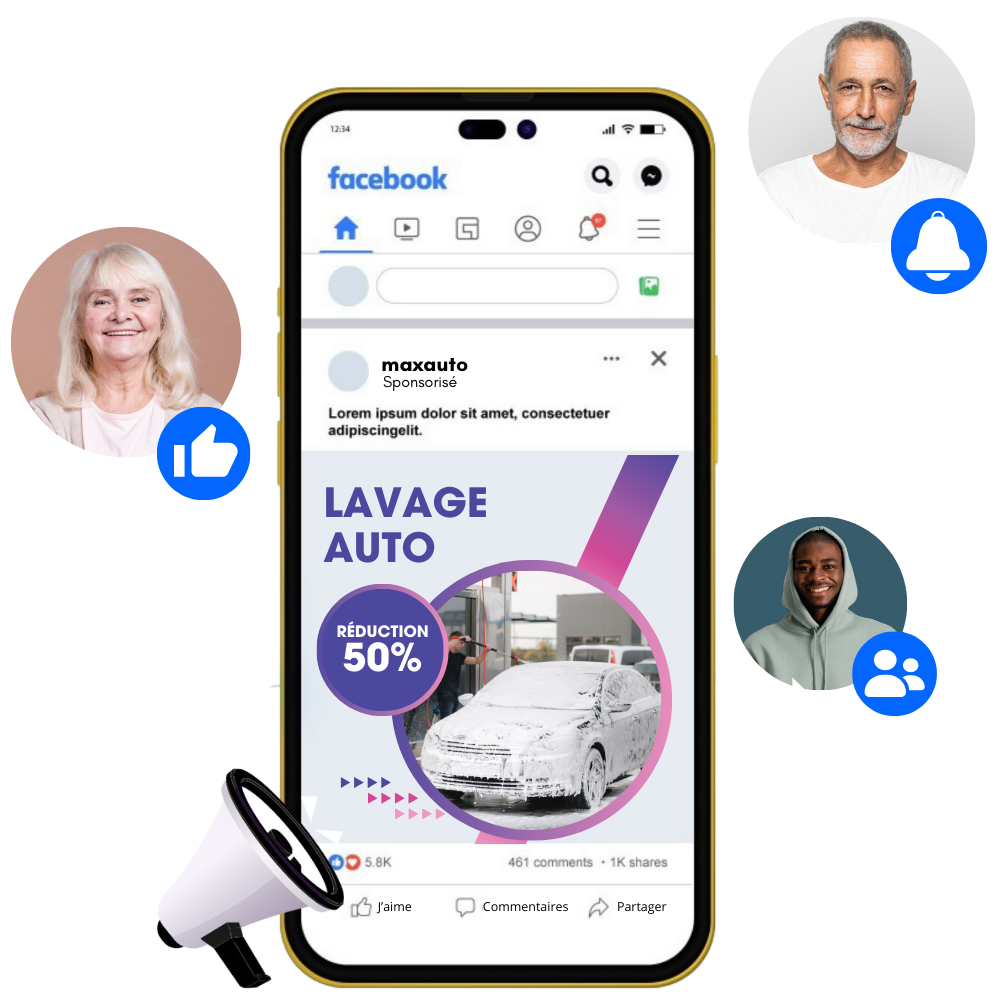 12:34
facebook
maxauto
Sponsorisé
Lorem ipsum dolor sit amet, consectetuer
adipiscingelit.
LAVAGE
AUTO
RÉDUCTION
50%
5.8K
461 comments • 1K shares
J'aime
Commentaires
Partager